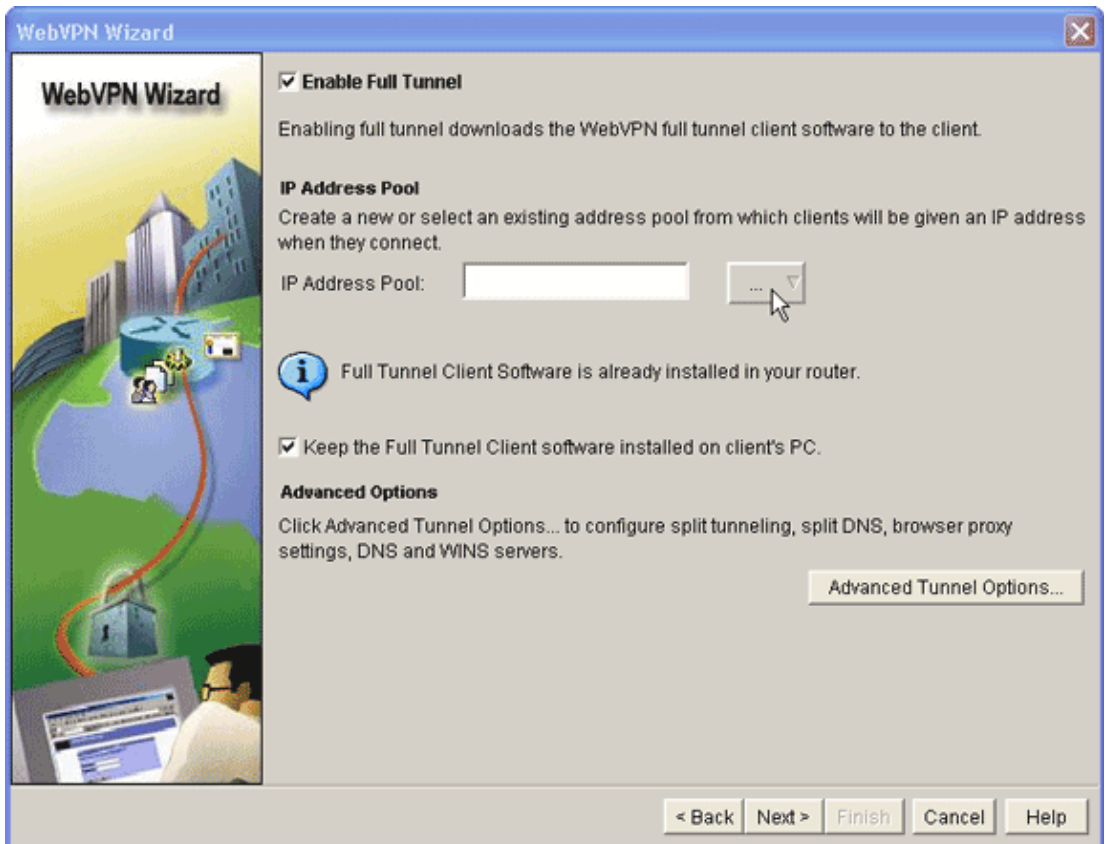 WebVPN Wizard
WebVPN Wizard
Enable Full Tunnel
Enabling full tunnel downloads the WebVPN full tunnel client software to the client.
IP Address Pool
Create a new or select an existing address pool from which clients will be given an IP address
when they connect.
IP Address Pool:
...
Full Tunnel Client Software is already installed in your router.
Keep the Full Tunnel Client software installed on client's PC.
Advanced Options
Click Advanced Tunnel Options... to configure split tunneling, split DNS, browser proxy
settings, DNS and WINS servers.
Advanced Tunnel Options...
< Back Next > Finish Cancel Help